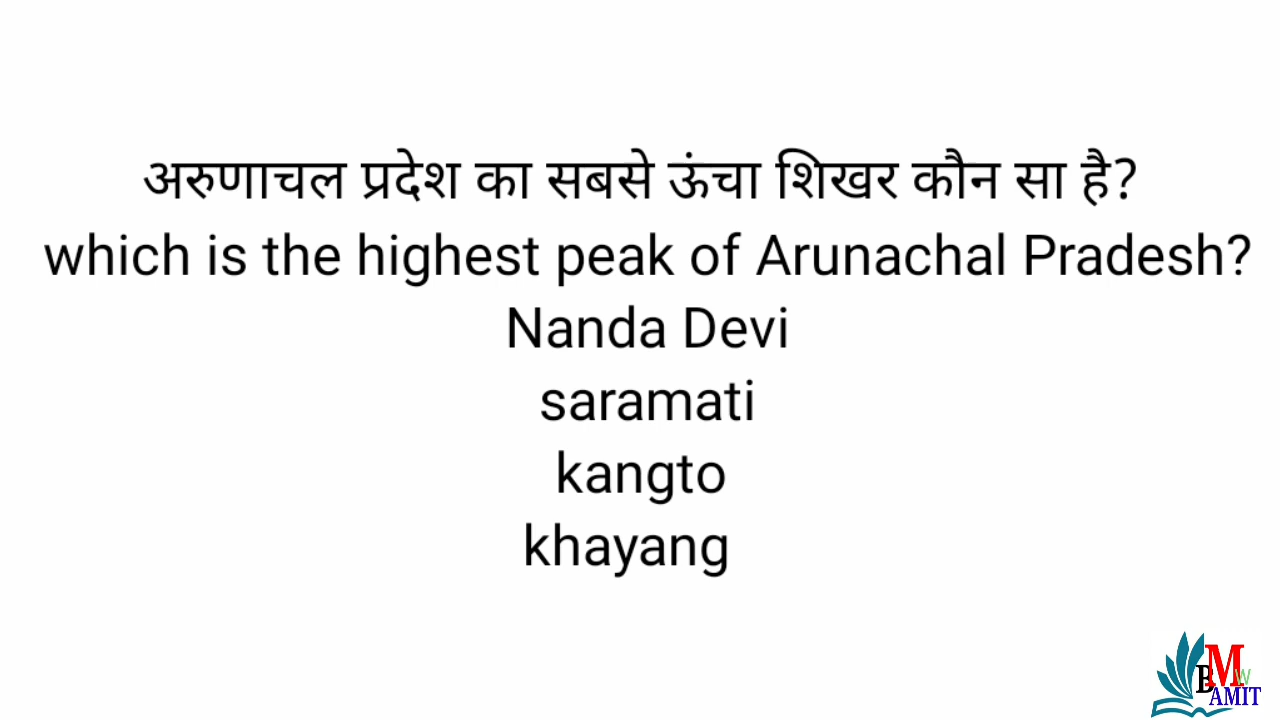 अरुणाचल प्रदेश का सबसे ऊंचा शिखर कौन सा है?
which is the highest peak of Arunachal Pradesh?
Nanda Devi
saramati
kangto
khayang
BMW
AMIT